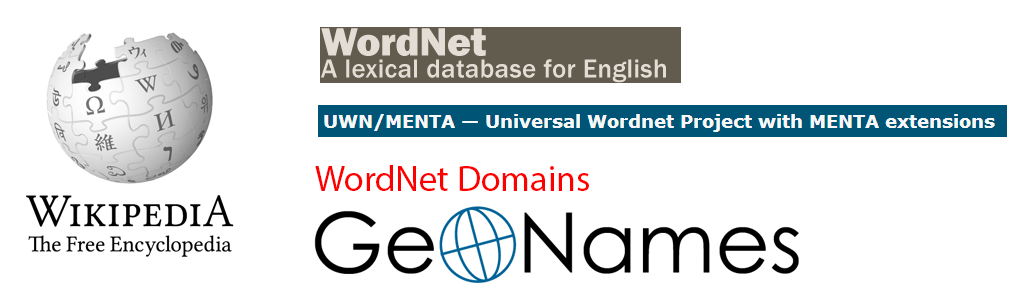 Ω
W
И
維
WIKIPEDIA
The Free Encyclopedia
WordNet
A lexical database for English
UWN/MENTA — Universal Wordnet Project with MENTA extensions
WordNet Domains
GeoNames